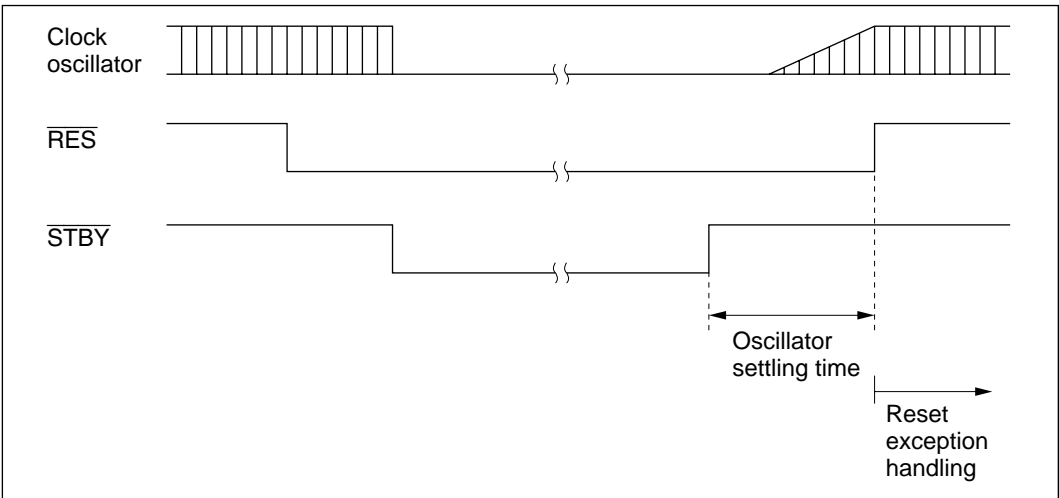 Clock
oscillator
RES
STBY
Oscillator
settling time
Reset
exception
handling